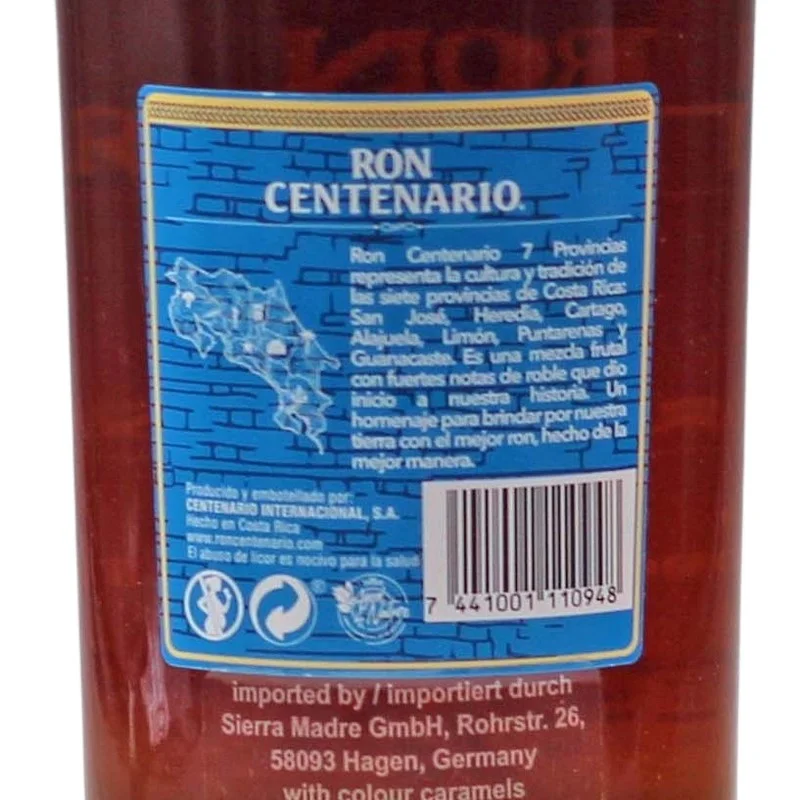 RON
CENTENARIO
Ron Centenario 7 Provincias
representa la cultura y tradición de
las siete provincias de Costa Rica:
San José, Heredia, Cartago,
Alajuela, Limón, Puntarenas y
Guanacaste. Es una mezcla frutal
con fuertes notas de roble que dio
inicio a nuestra historia. Un
homenaje para brindar por nuestra
tierra con el mejor ron, hecho de la
mejor manera.
Producido y embotellado por:
CENTENARIO INTERNACIONAL, S.A.
Hecho en Costa Rica
www.roncentenario.com
El abuso de licor es nocivo para la salud
7 441001 110948
imported by / importiert durch
Sierra Madre GmbH, Rohrstr. 26,
58093 Hagen, Germany
with colour caramels